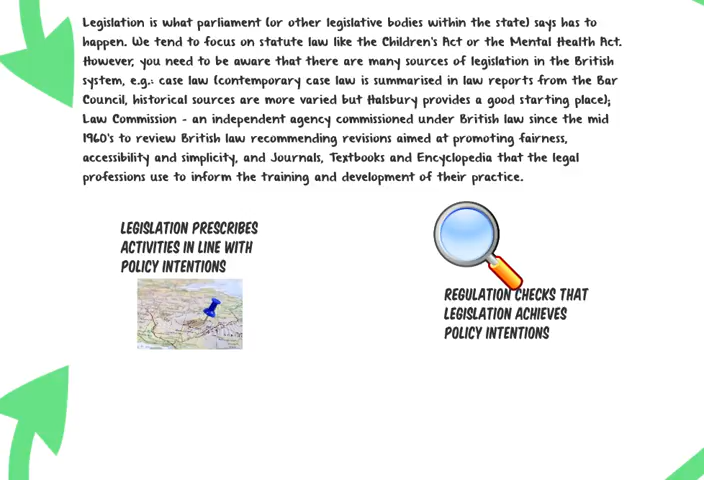 Legislation is what parliament (or other legislative bodies within the state) says has to
happen. We tend to focus on statute law like the Children's Act or the Mental Health Act.
However, you need to be aware that there are many sources of legislation in the British
system, e.g.: case law (contemporary case law is summarised in law reports from the Bar
Council, historical sources are more varied but Halsbury provides a good starting place);
Law Commission - an independent agency commissioned under British law since the mid
1960's to review British law recommending revisions aimed at promoting fairness,
accessibility and simplicity, and Journals, Textbooks and Encyclopedia that the legal
professions use to inform the training and development of their practice.
LEGISLATION PRESCRIBES
ACTIVITIES IN LINE WITH
POLICY INTENTIONS
REGULATION CHECKS THAT
LEGISLATION ACHIEVES
POLICY INTENTIONS